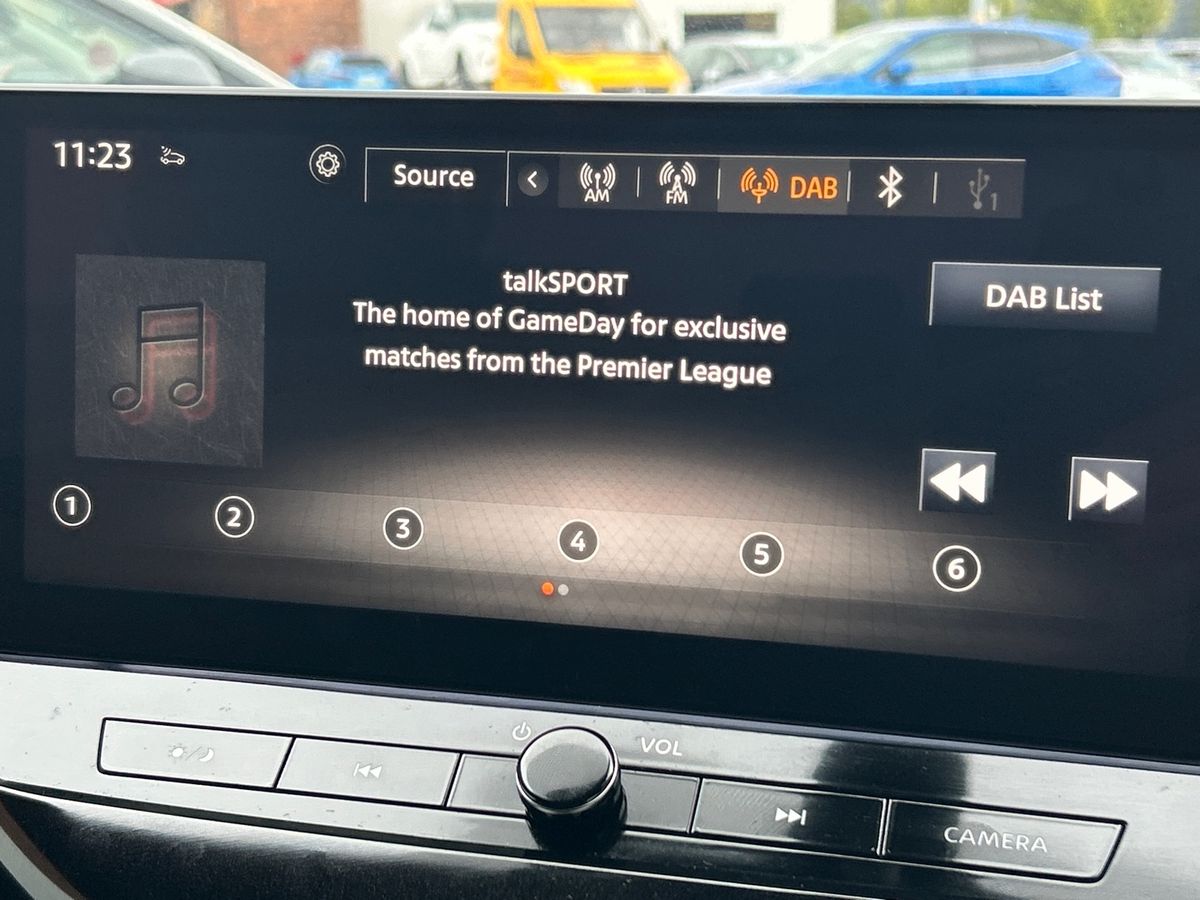 11:23
Source
AM
FM
DAB
1
talkSPORT
The home of GameDay for exclusive
matches from the Premier League
DAB List
1
2
3
4
5
6
VOL
CAMERA